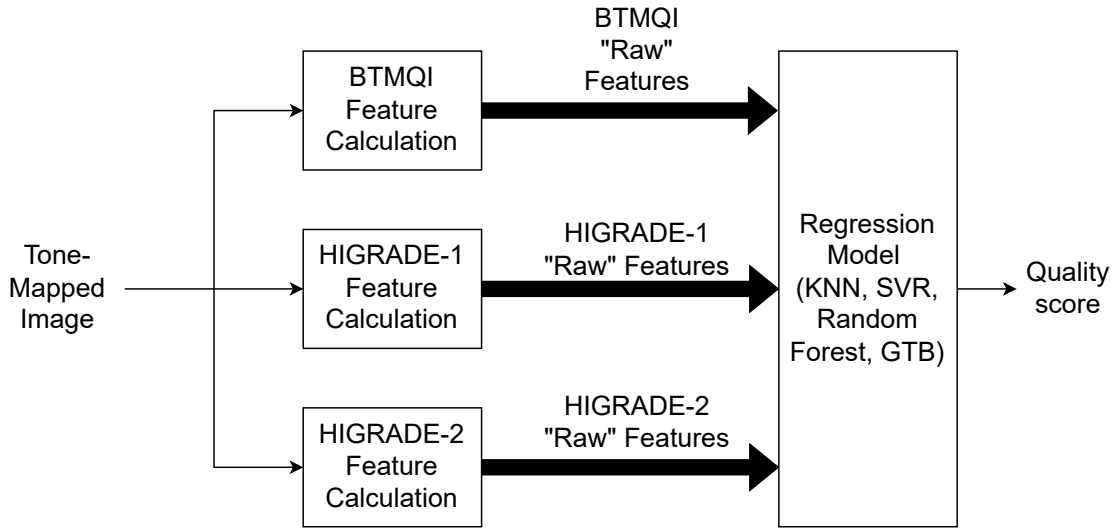 Tone-
Mapped
Image
BTMQI
Feature
Calculation
BTMQI
"Raw"
Features
HIGRADE-1
Feature
Calculation
HIGRADE-1
"Raw" Features
HIGRADE-2
Feature
Calculation
HIGRADE-2
"Raw" Features
Regression
Model
(KNN, SVR,
Random
Forest, GTB)
Quality
score